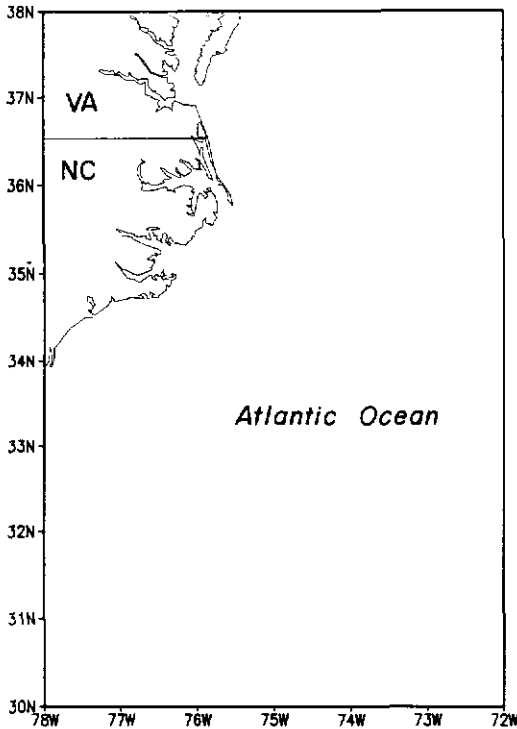 38N
37N
VA
NC
36N
35N
34N
Atlantic Ocean
33N
32N
31N
30N
78W 77W 76W 75W 74W 73W 72W